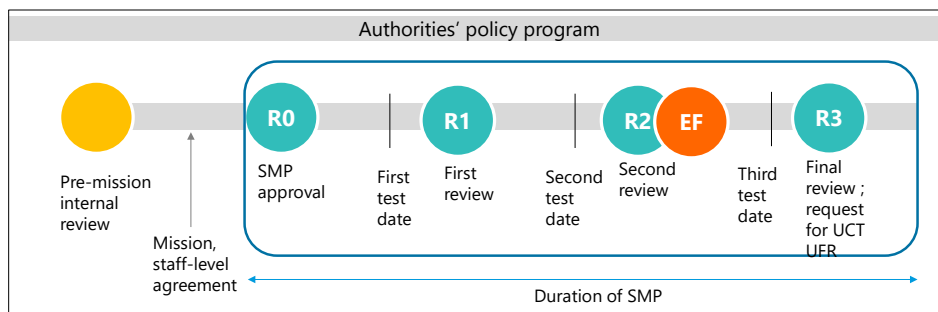 Authorities' policy program
R0
R1
R2
EF
R3
Pre-mission
internal
review
Mission,
staff-level
agreement
SMP
approval
First
test
date
First
review
Second
test
date
Second
review
Third
test
date
Final
review ;
request
for UCT
UFR
Duration of SMP